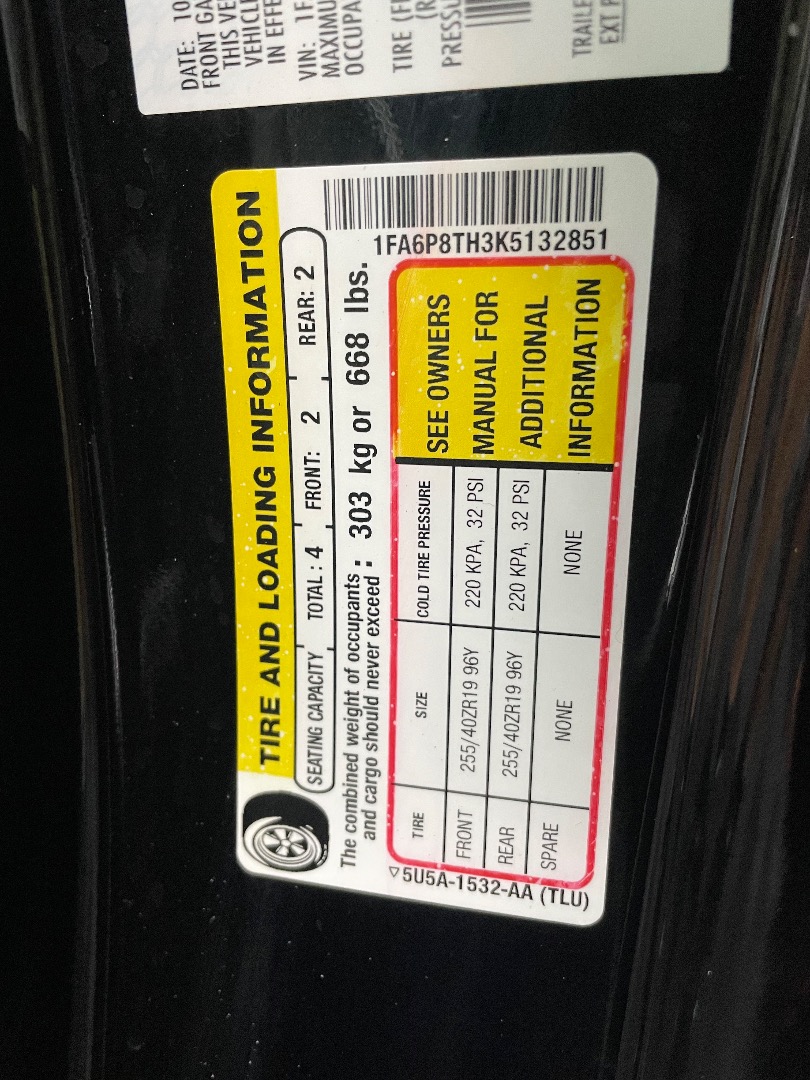 DATE: 10
FRONT GA
THIS VE
VEHICLE
IN EFFE
VIN: 1F
MAXIMU
OCCUPA
TIRE (F
(R
PRESSU
TRAILE
EXT P
TIRE AND LOADING INFORMATION
SEATING CAPACITY TOTAL: 4 FRONT: 2 REAR: 2
The combined weight of occupants
and cargo should never exceed : 303 kg or 668 lbs.
1FA6P8TH3K5132851
TIRE SIZE COLD TIRE PRESSURE
FRONT 255/40ZR19 96Y 220 KPA, 32 PSI
REAR 255/40ZR19 96Y 220 KPA, 32 PSI
SPARE NONE NONE
SEE OWNERS
MANUAL FOR
ADDITIONAL
INFORMATION
▽5U5A-1532-AA (TLU)